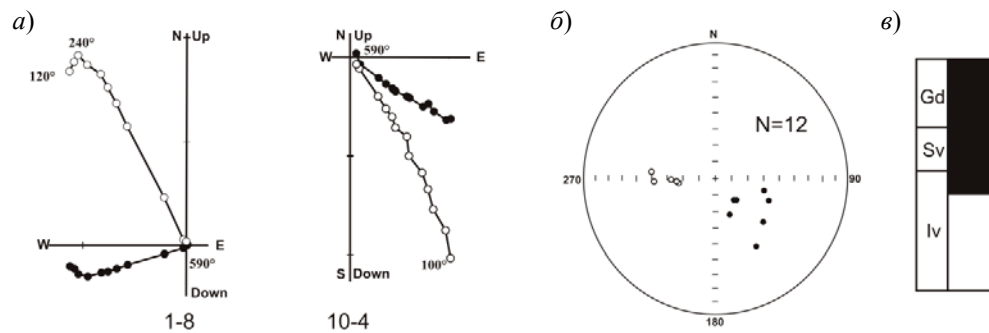 а)
N Up
240°
120°
W
E
590°
Down
1-8
N Up
590°
W
E
100°
S Down
10-4
б)
N
N=12
270
90
180
в)
Gd
Sv
Iv